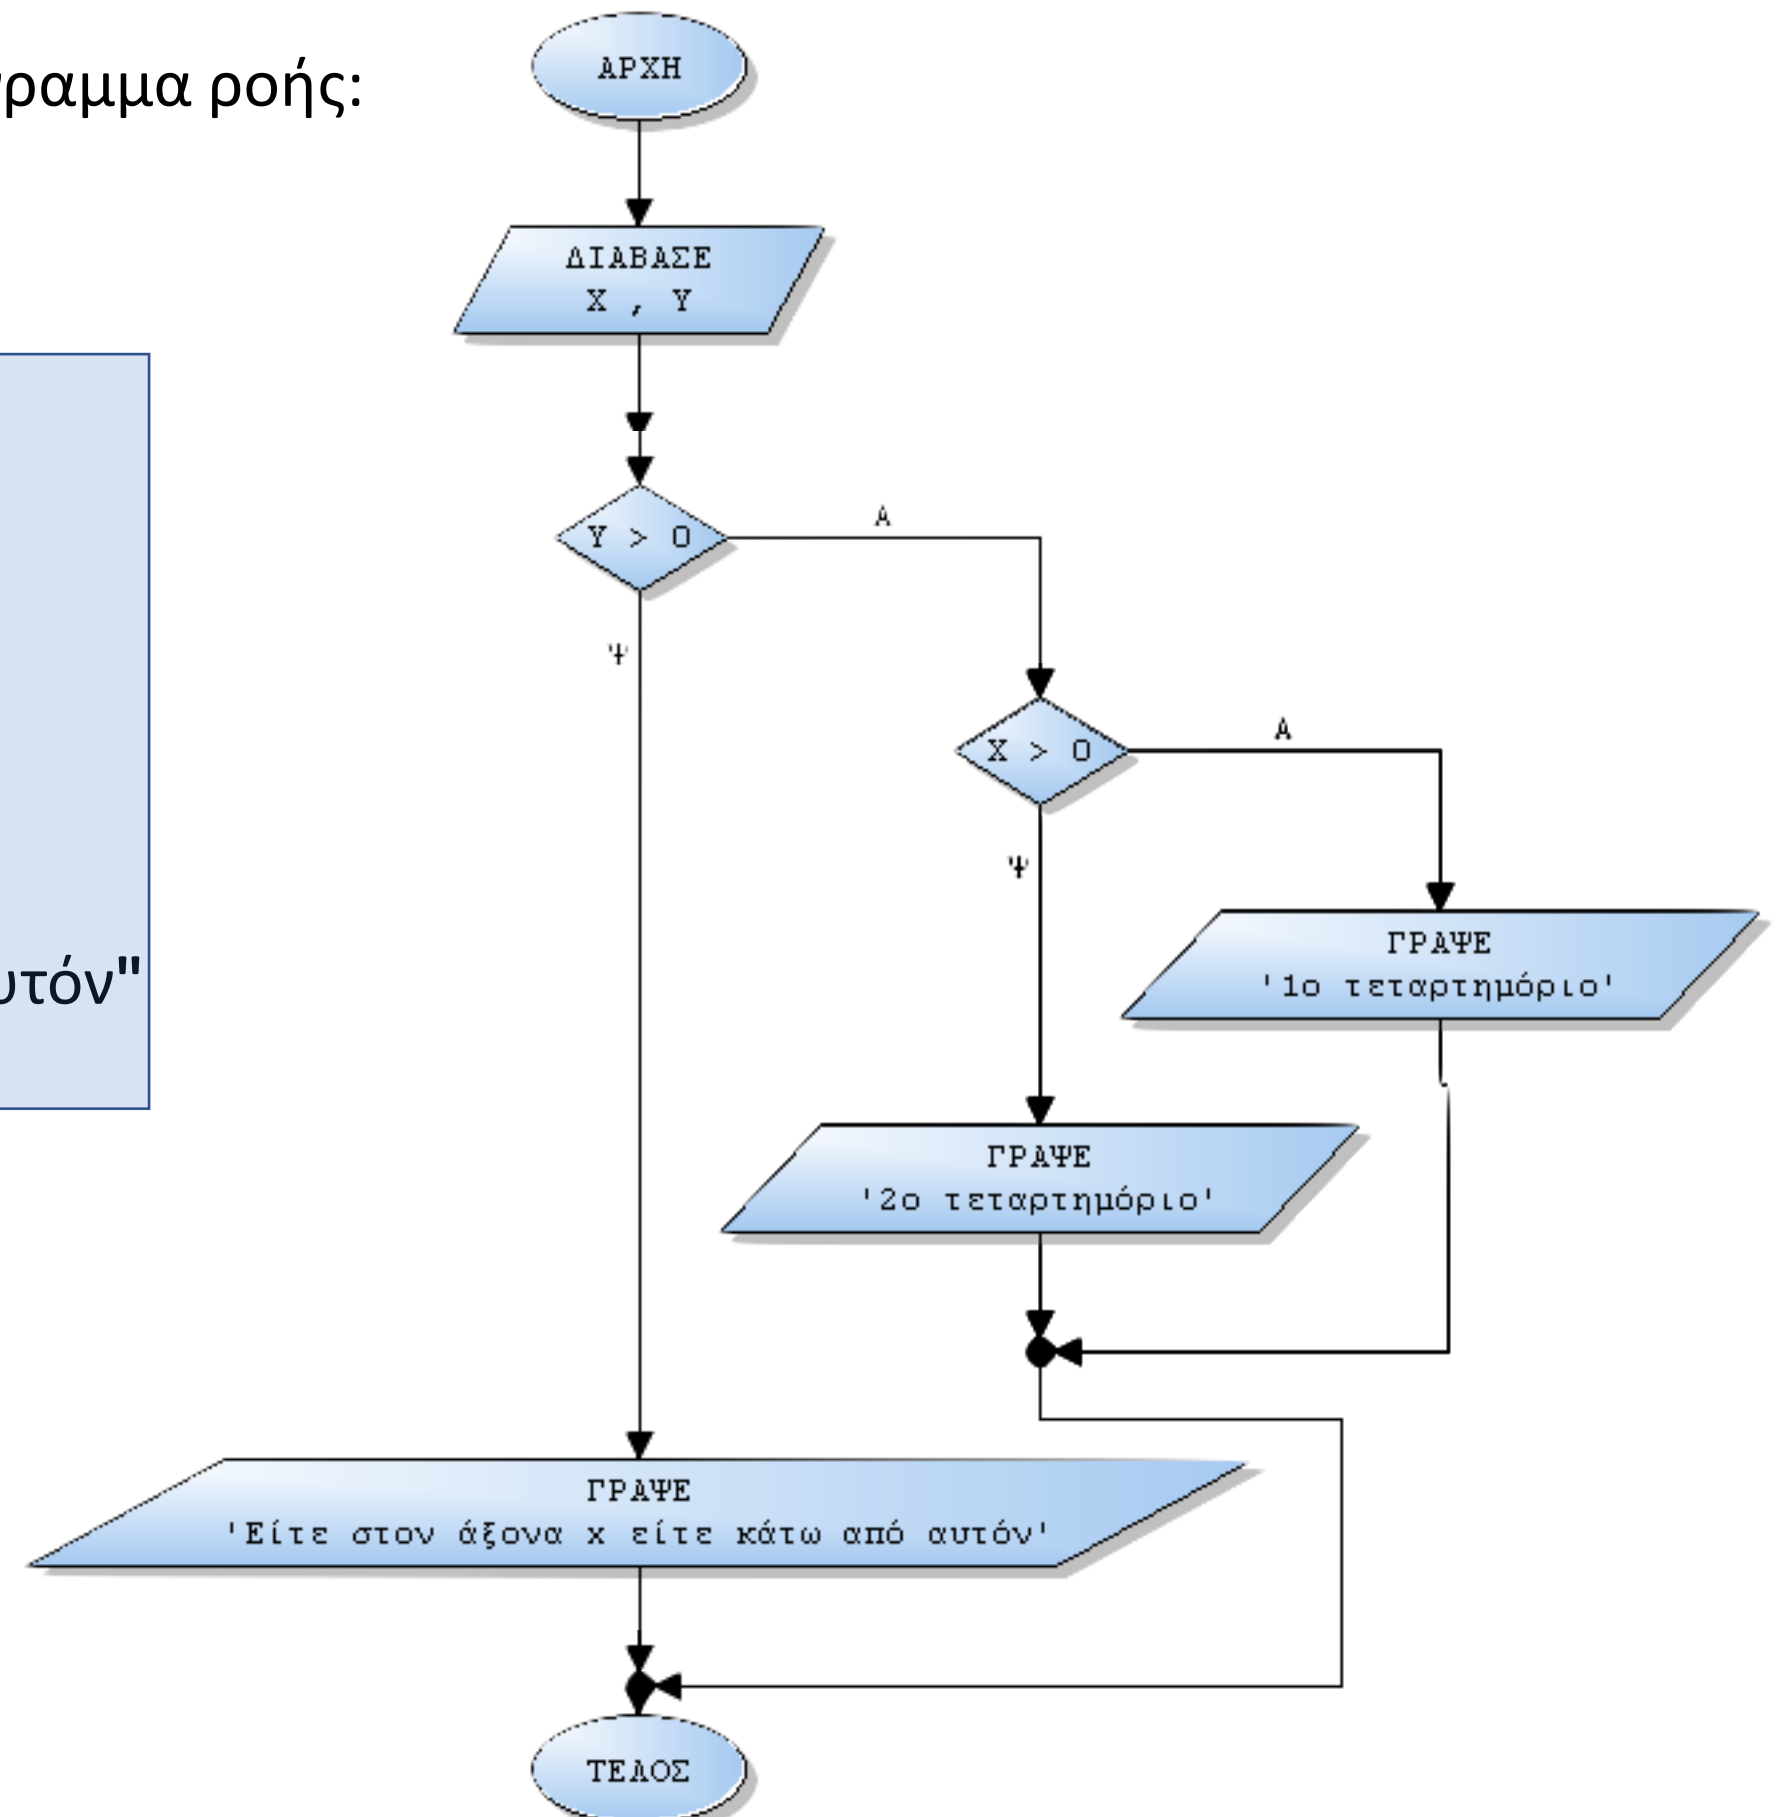 γραμμα ροής:
ΑΡΧΗ
ΔΙΑΒΑΣΕ
Χ , Υ
Υ > 0
Α
Ψ
Χ > 0
Α
Ψ
υτόν"
ΓΡΑΨΕ
'1ο τεταρτημόριο'
ΓΡΑΨΕ
'2ο τεταρτημόριο'
ΓΡΑΨΕ
'Είτε στον άξονα x είτε κάτω από αυτόν'
ΤΕΛΟΣ